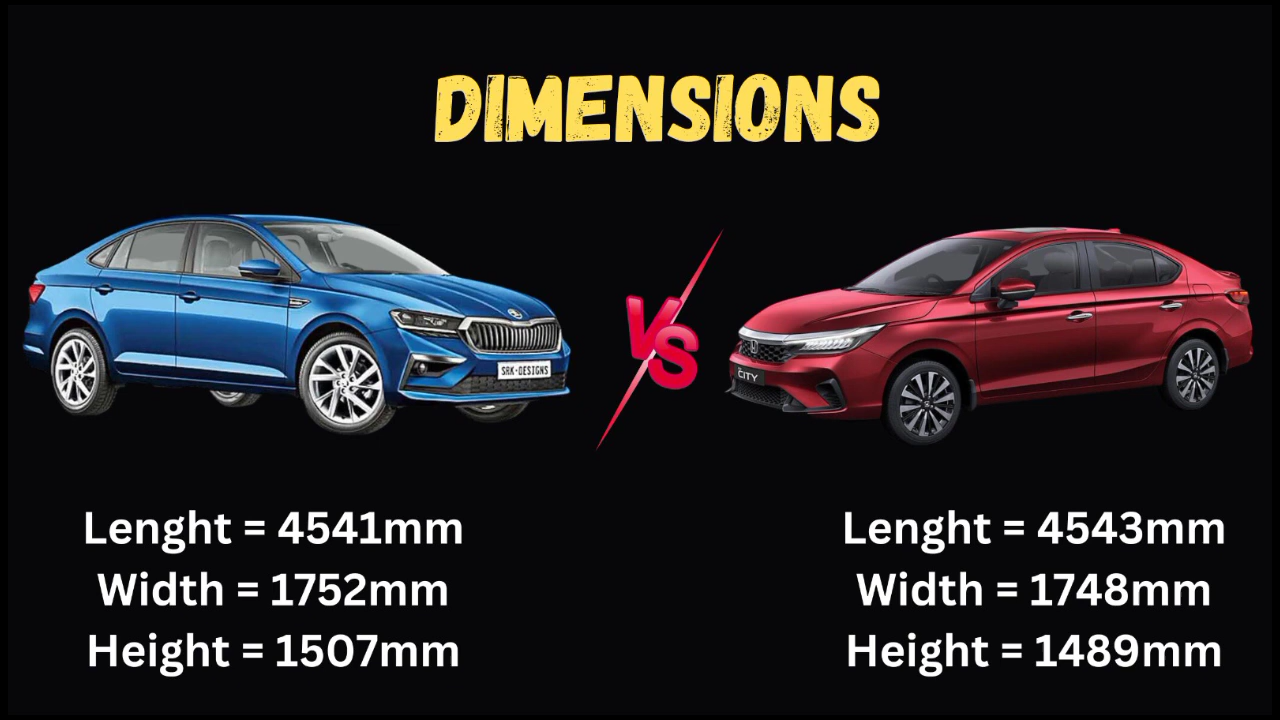 DIMENSIONS
VS
SRK-DESIGNS
CITY
Lenght = 4541mm
Width = 1752mm
Height = 1507mm
Lenght = 4543mm
Width = 1748mm
Height = 1489mm